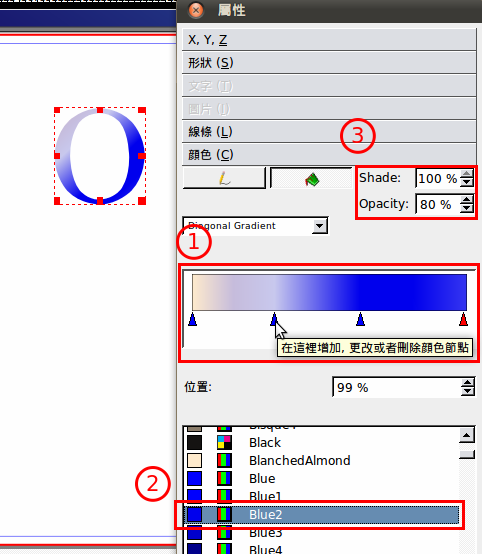 屬性
X, Y, Z
形狀 (S)
文字 (T)
圖片 (I)
線條 (L)
3
顏色 (C)
Shade:
100 %
Opacity:
80 %
Diagonal Gradient
1
在這裡增加, 更改或者刪除顏色節點
位置:
99 %
Bisque4
Black
BlanchedAlmond
Blue
2
Blue1
Blue2
Blue3
Blue4
O